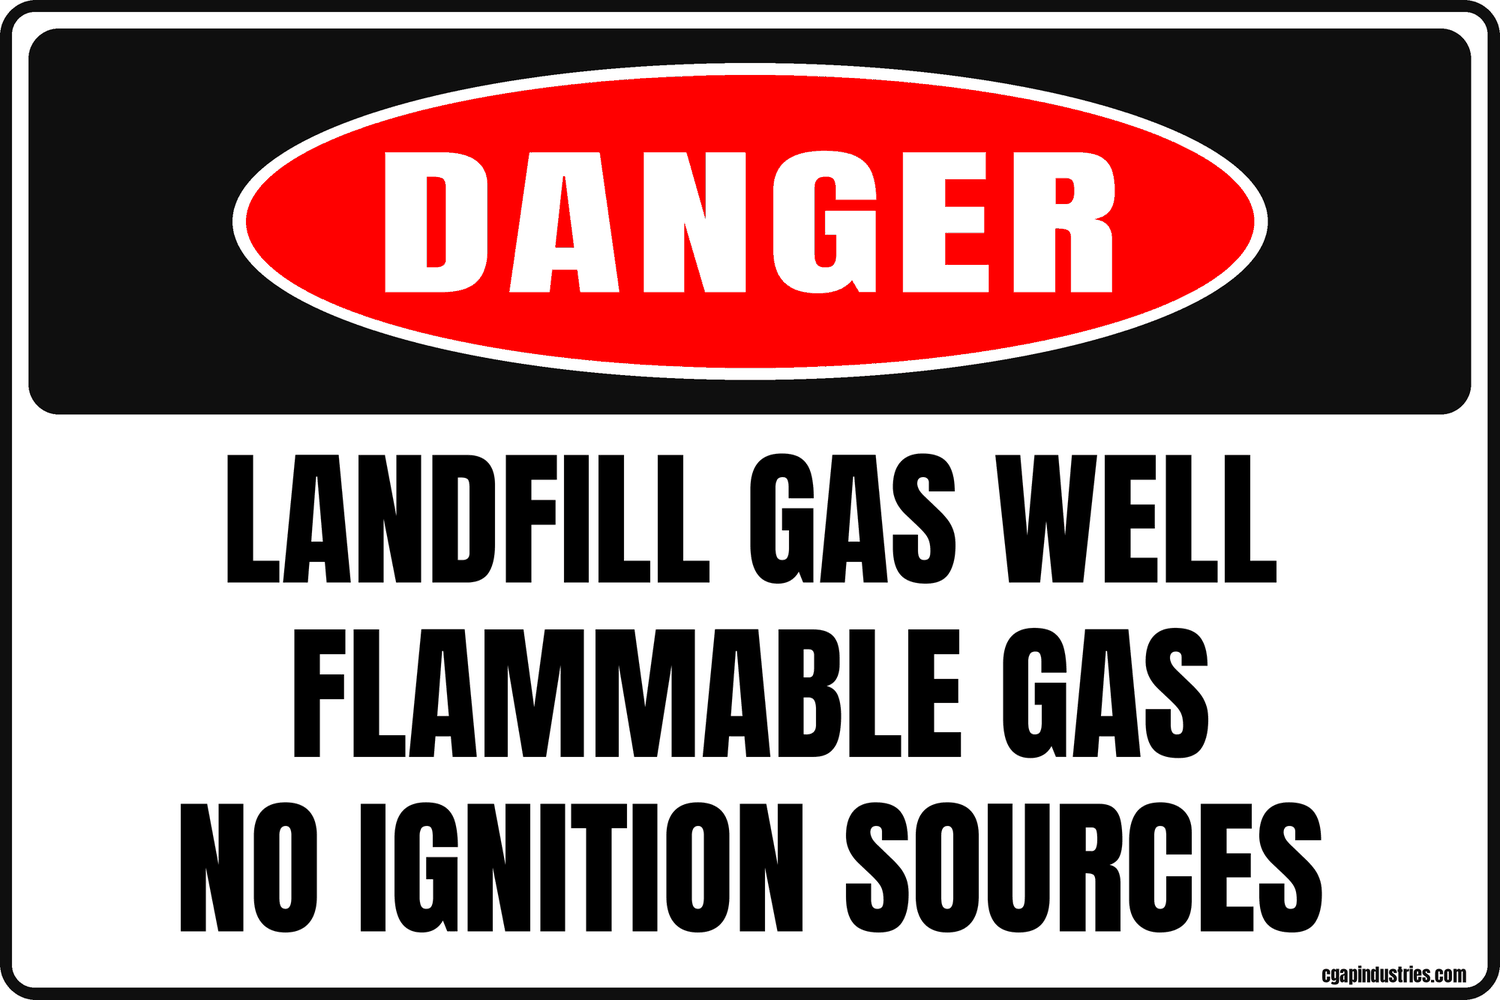 DANGER
LANDFILL GAS WELL
FLAMMABLE GAS
NO IGNITION SOURCES
cgapindustries.com